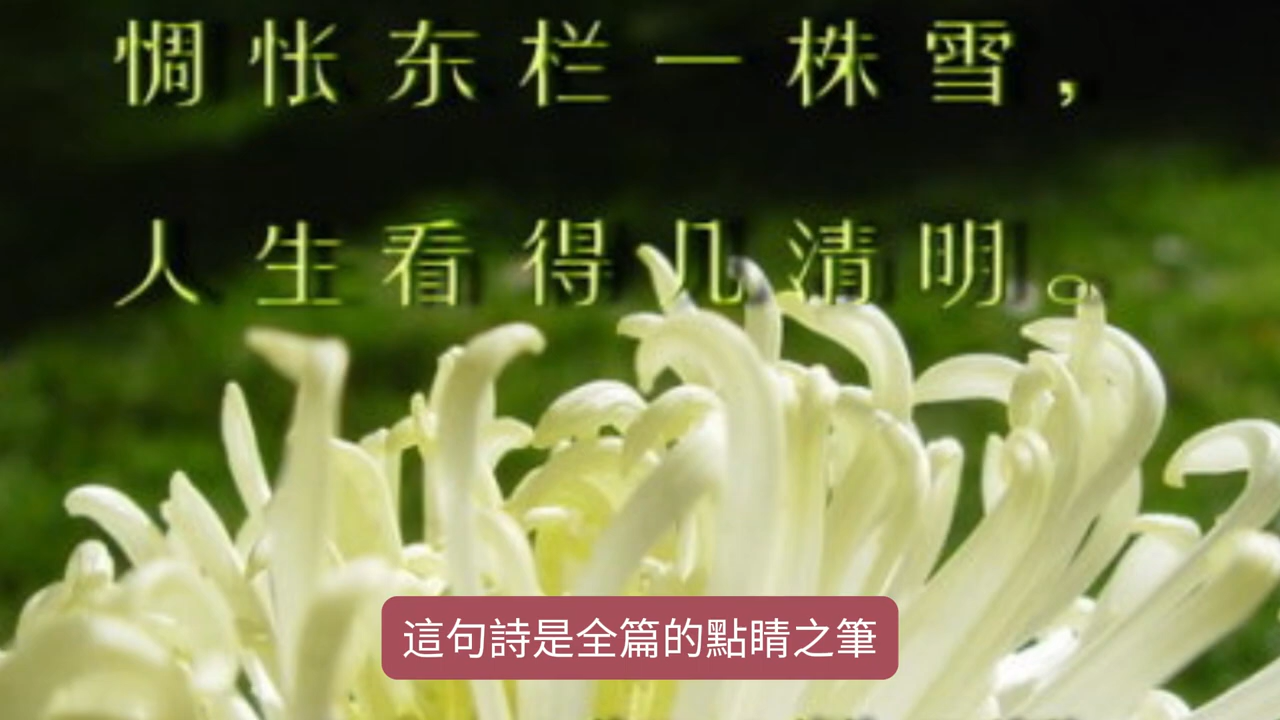 惆怅东栏一株雪，
人生看得几清明。
這句詩是全篇的點睛之筆